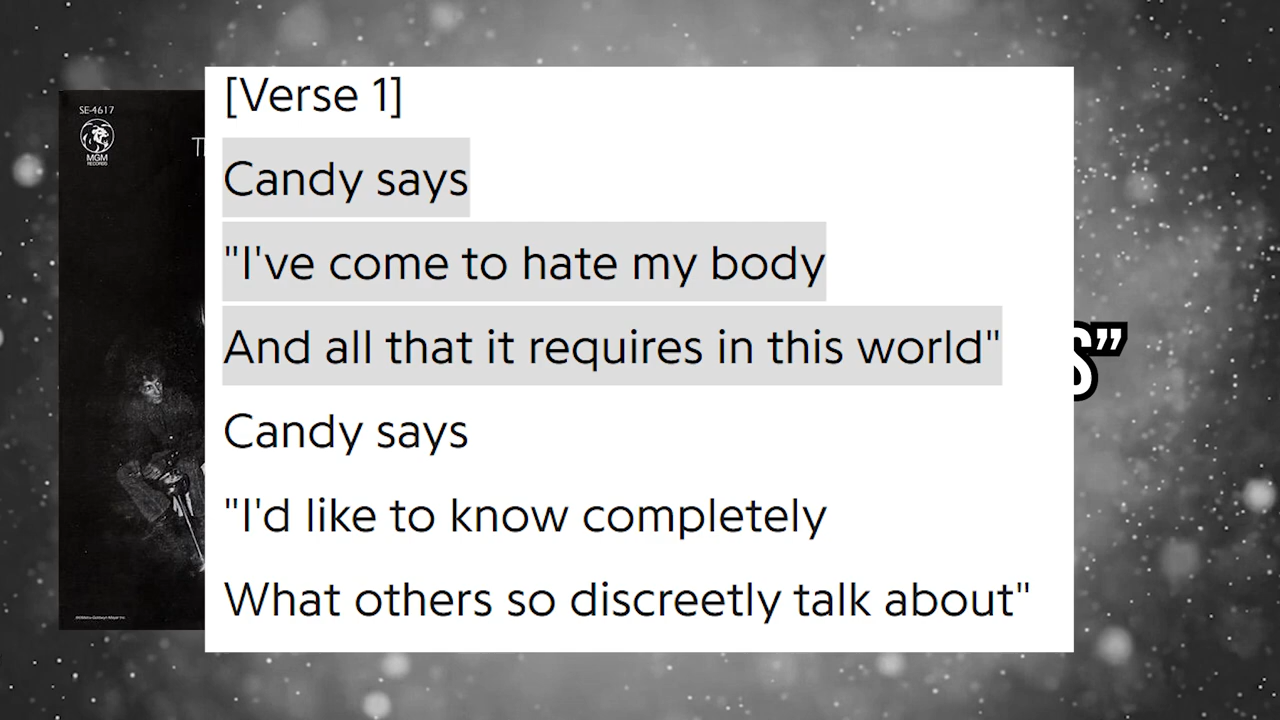 SE-4617
MGM
RECORDS
T
[Verse 1]
Candy says
"I've come to hate my body
And all that it requires in this world"
Candy says
"I'd like to know completely
What others so discreetly talk about"
S”